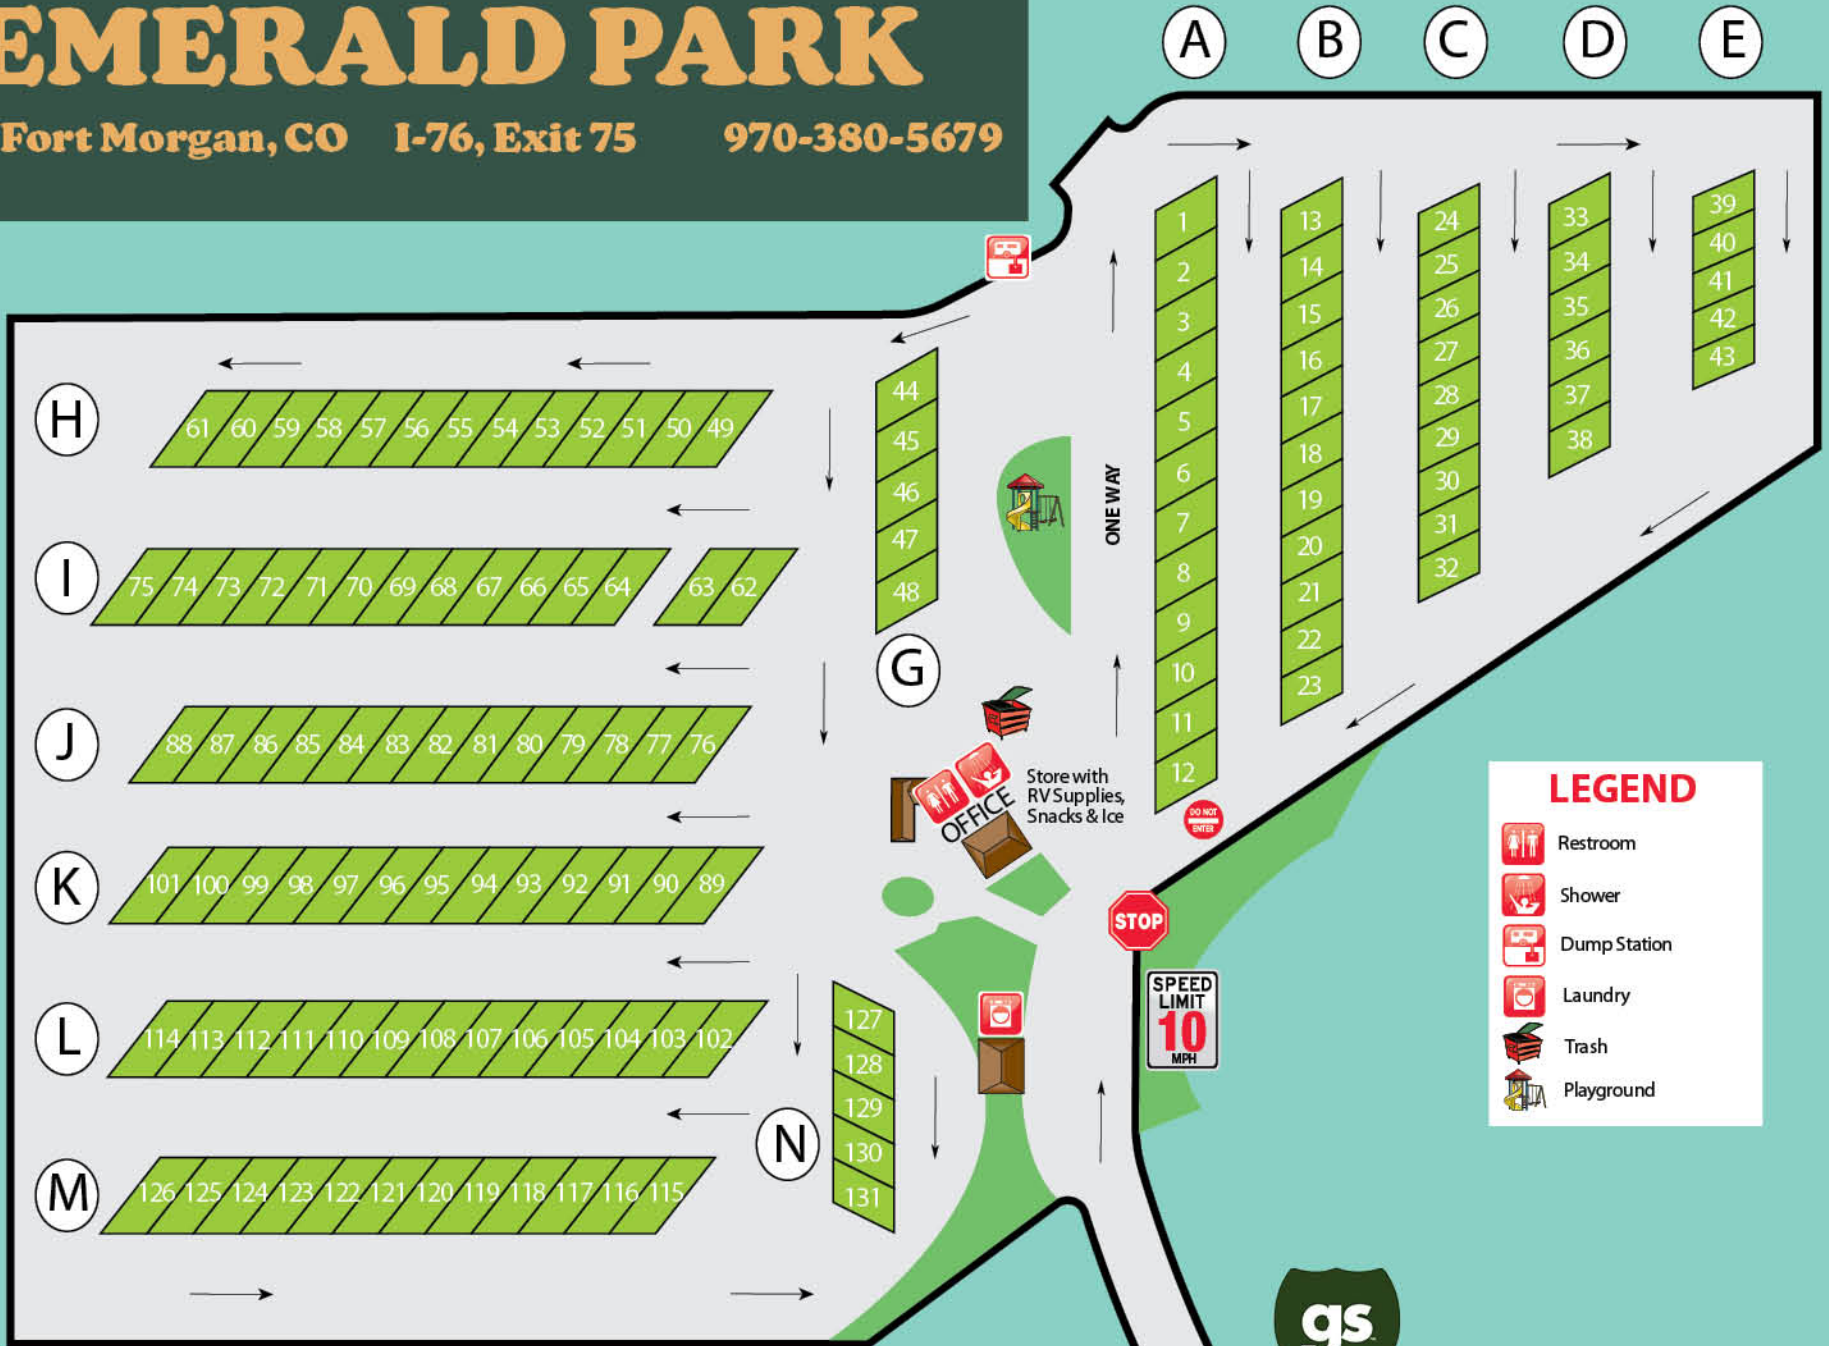 EMERALD PARK
Fort Morgan, CO I-76, Exit 75 970-380-5679
A B C D E
1
2
3
4
5
6
7
8
9
10
11
12
13
14
15
16
17
18
19
20
21
22
23
24
25
26
27
28
29
30
31
32
33
34
35
36
37
38
39
40
41
42
43
ONE WAY
44
45
46
47
48
G
H
61 60 59 58 57 56 55 54 53 52 51 50 49
I
75 74 73 72 71 70 69 68 67 66 65 64 63 62
J
88 87 86 85 84 83 82 81 80 79 78 77 76
K
101 100 99 98 97 96 95 94 93 92 91 90 89
L
114 113 112 111 110 109 108 107 106 105 104 103 102
M
126 125 124 123 122 121 120 119 118 117 116 115
N
127
128
129
130
131
OFFICE
Store with
RV Supplies,
Snacks & Ice
DO NOT
ENTER
STOP
SPEED
LIMIT
10
MPH
LEGEND
Restroom
Shower
Dump Station
Laundry
Trash
Playground
gs